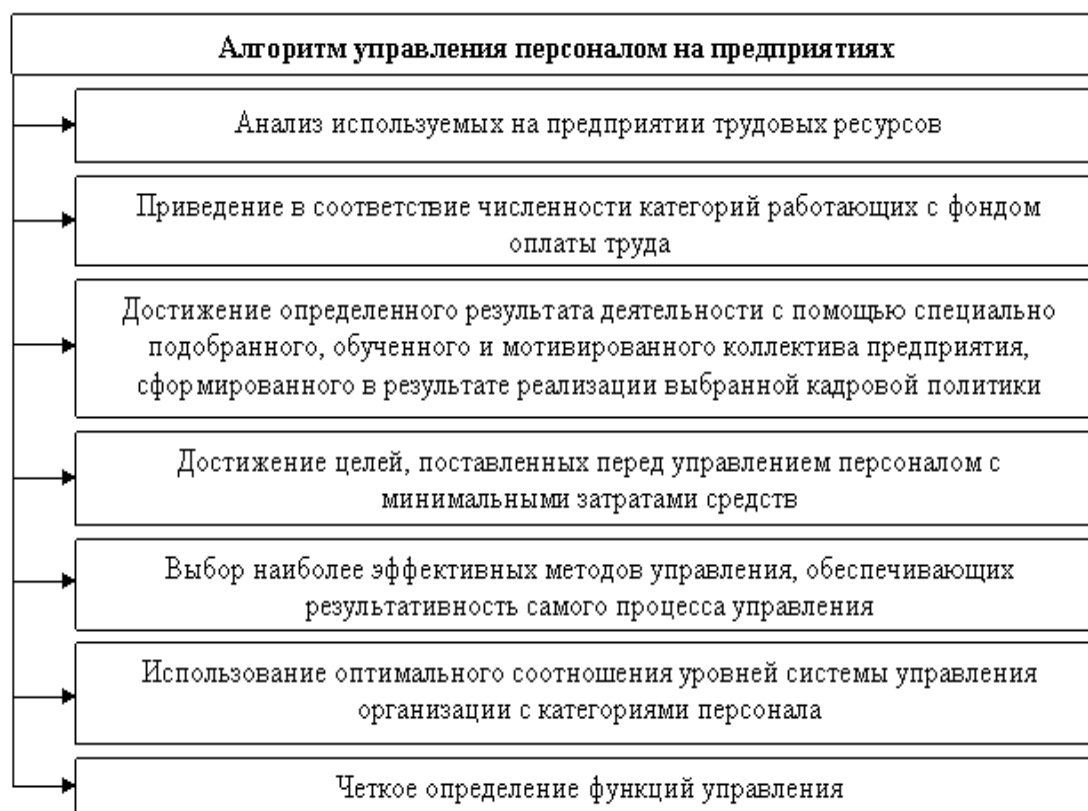 Алгоритм управления персоналом на предприятиях
Анализ используемых на предприятии трудовых ресурсов
Приведение в соответствие численности категорий работающих с фондом
оплаты труда
Достижение определенного результата деятельности с помощью специально
подобранного, обученного и мотивированного коллектива предприятия,
сформированного в результате реализации выбранной кадровой политики
Достижение целей, поставленных перед управлением персоналом с
минимальными затратами средств
Выбор наиболее эффективных методов управления, обеспечивающих
результативность самого процесса управления
Использование оптимального соотношения уровней системы управления
организации с категориями персонала
Четкое определение функций управления